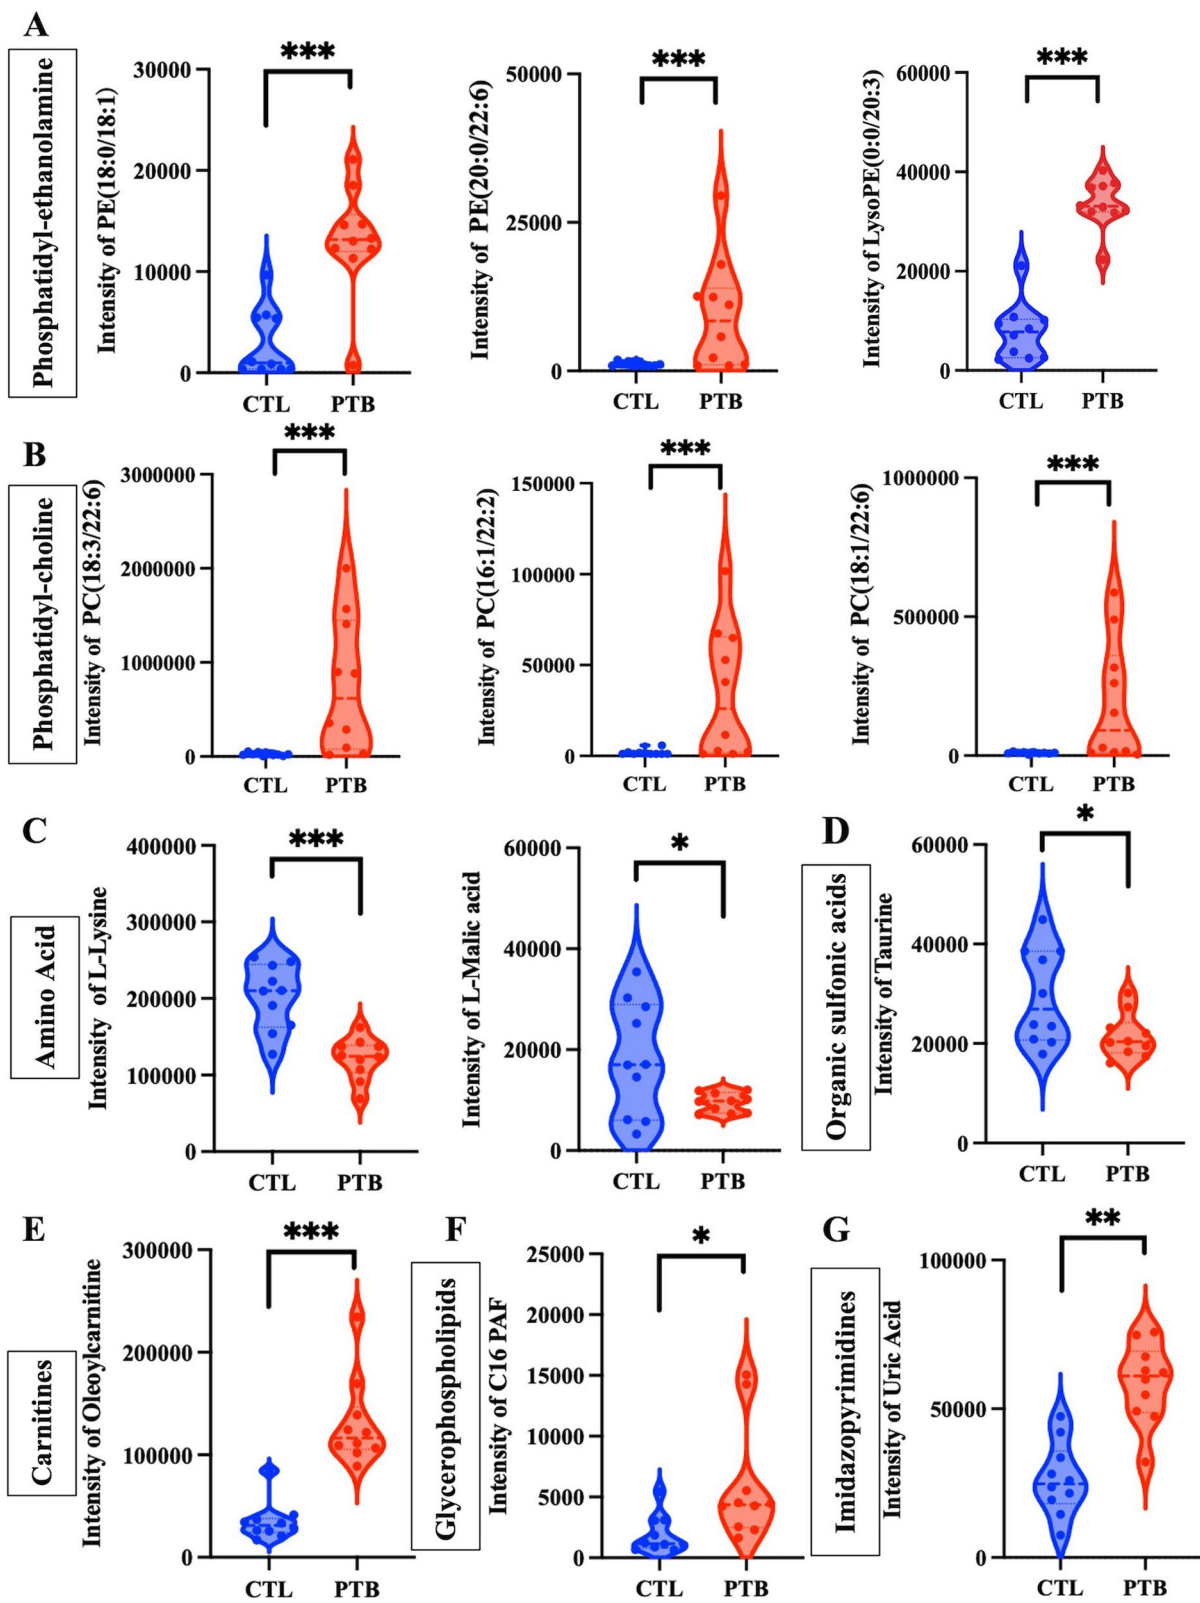 A
Phosphatidyl-ethanolamine
Intensity of PE(18:0/18:1)
30000
20000
10000
0
***
CTL
PTB
Intensity of PE(20:0/22:6)
50000
25000
0
***
CTL
PTB
Intensity of LysoPE(0:0/20:3)
60000
40000
20000
0
***
CTL
PTB
B
Phosphatidyl-choline
Intensity of PC(18:3/22:6)
3000000
2000000
1000000
0
***
CTL
PTB
Intensity of PC(16:1/22:2)
150000
100000
50000
0
***
CTL
PTB
Intensity of PC(18:1/22:6)
1000000
500000
0
***
CTL
PTB
C
Amino Acid
Intensity of L-Lysine
400000
300000
200000
100000
0
***
CTL
PTB
Intensity of L-Malic acid
60000
40000
20000
0
*
CTL
PTB
D
Organic sulfonic acids
Intensity of Taurine
60000
40000
20000
0
*
CTL
PTB
E
Carnitines
Intensity of Oleoylcarnitine
300000
200000
100000
0
***
CTL
PTB
F
Glycerophospholipids
Intensity of C16 PAF
25000
20000
15000
10000
5000
0
*
CTL
PTB
G
Imidazopyrimidines
Intensity of Uric Acid
100000
50000
0
**
CTL
PTB